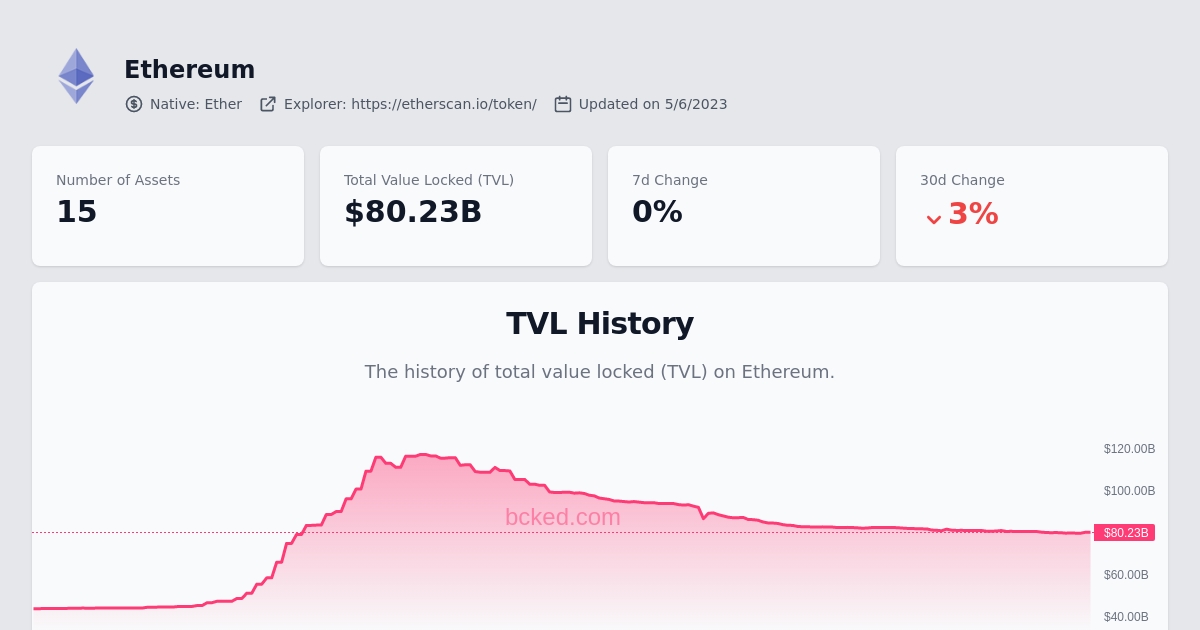 Ethereum
Native: Ether Explorer: https://etherscan.io/token/ Updated on 5/6/2023
Number of Assets
15
Total Value Locked (TVL)
$80.23B
7d Change
0%
30d Change
3%
TVL History
The history of total value locked (TVL) on Ethereum.
$120.00B
$100.00B
bcked.com
$80.23B
$60.00B
$40.00B